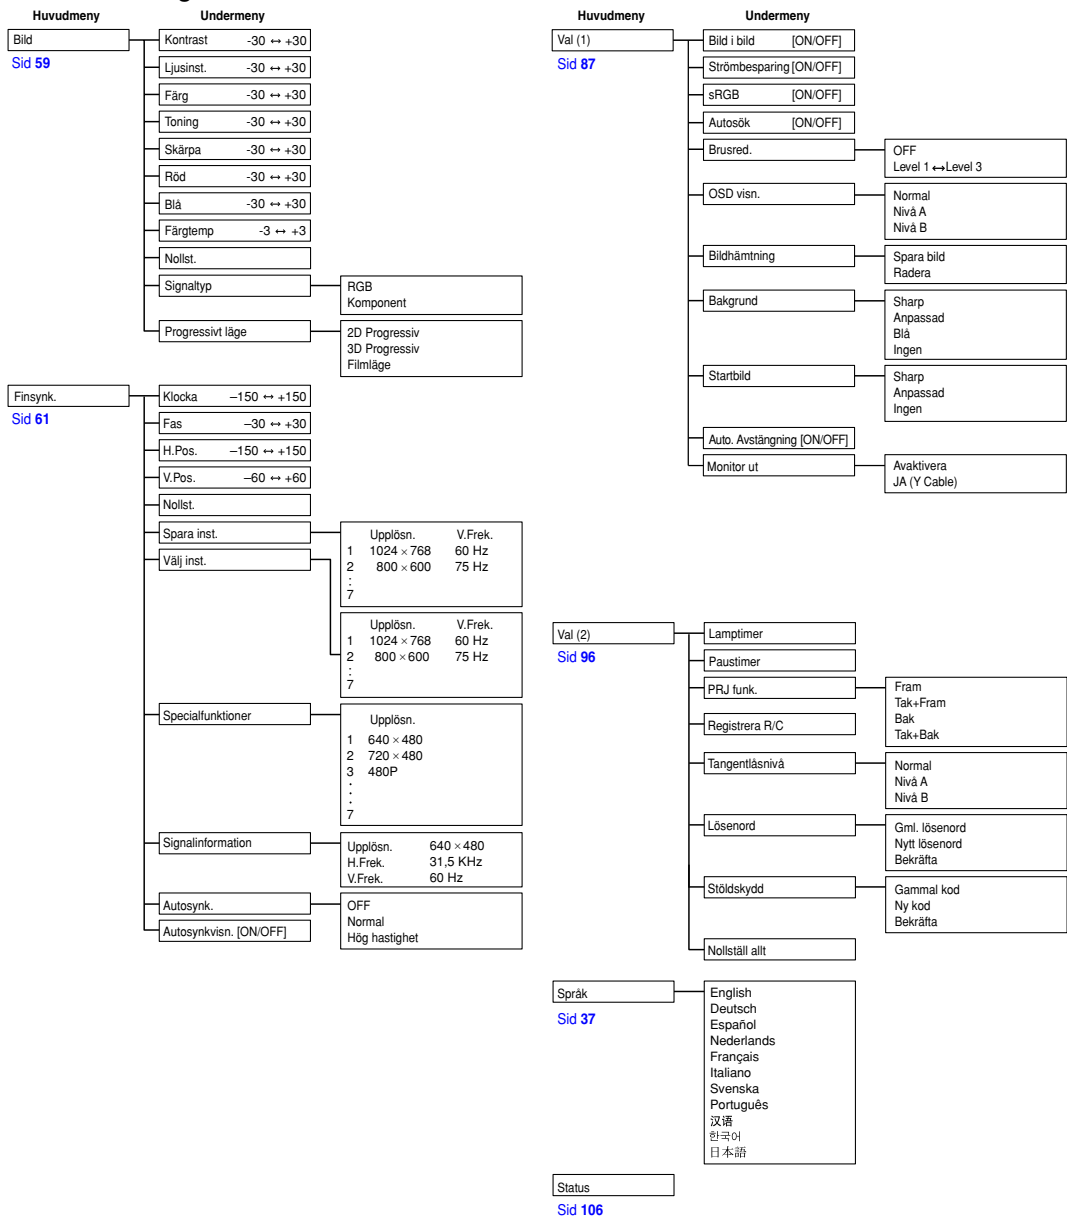 Huvudmeny Undermeny
Bild
Sid 59
Kontrast -30 ↔ +30
Ljusinst. -30 ↔ +30
Färg -30 ↔ +30
Toning -30 ↔ +30
Skärpa -30 ↔ +30
Röd -30 ↔ +30
Blå -30 ↔ +30
Färgtemp -3 ↔ +3
Nollst.
Signaltyp
RGB
Komponent
Progressivt läge
2D Progressiv
3D Progressiv
Filmläge
Finsynk.
Sid 61
Klocka –150 ↔ +150
Fas –30 ↔ +30
H.Pos. –150 ↔ +150
V.Pos. –60 ↔ +60
Nollst.
Spara inst.
Upplösn. V.Frek.
1 1024 × 768 60 Hz
2 800 × 600 75 Hz
:
7
Välj inst.
Upplösn. V.Frek.
1 1024 × 768 60 Hz
2 800 × 600 75 Hz
:
7
Specialfunktioner
Upplösn.
1 640 × 480
2 720 × 480
3 480P
:
:
7
Signalinformation
Upplösn. 640 × 480
H.Frek. 31,5 KHz
V.Frek. 60 Hz
Autosynk.
OFF
Normal
Hög hastighet
Autosynkvisn. [ON/OFF]
Huvudmeny Undermeny
Val (1)
Sid 87
Bild i bild [ON/OFF]
Strömbesparing [ON/OFF]
sRGB [ON/OFF]
Autosök [ON/OFF]
Brusred.
OFF
Level 1 ↔ Level 3
OSD visn.
Normal
Nivå A
Nivå B
Bildhämtning
Spara bild
Radera
Bakgrund
Sharp
Anpassad
Blå
Ingen
Startbild
Sharp
Anpassad
Ingen
Auto. Avstängning [ON/OFF]
Monitor ut
Avaktivera
JA (Y Cable)
Val (2)
Sid 96
Lamptimer
Paustimer
PRJ funk.
Fram
Tak+Fram
Bak
Tak+Bak
Registrera R/C
Tangentlåsnivå
Normal
Nivå A
Nivå B
Lösenord
Gml. lösenord
Nytt lösenord
Bekräfta
Stöldskydd
Gammal kod
Ny kod
Bekräfta
Nollställ allt
Språk
Sid 37
English
Deutsch
Español
Nederlands
Français
Italiano
Svenska
Português
汉语
한국어
日本語
Status
Sid 106